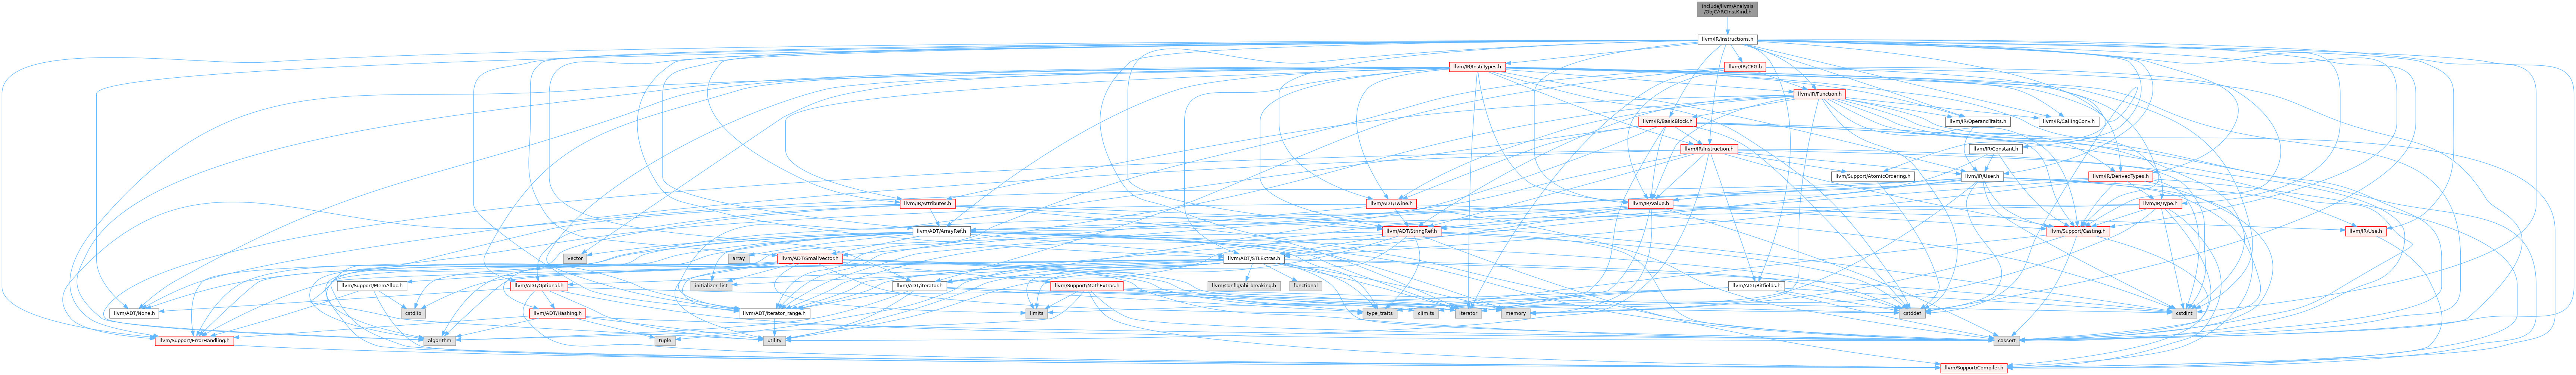 include/llvm/Analysis
/ObjCARCInstKind.h
llvm/IR/Instructions.h
llvm/IR/InstrTypes.h
llvm/IR/CFG.h
llvm/IR/Function.h
llvm/IR/BasicBlock.h
llvm/IR/OperandTraits.h
llvm/IR/CallingConv.h
llvm/IR/Instruction.h
llvm/IR/Constant.h
llvm/Support/AtomicOrdering.h
llvm/IR/User.h
llvm/IR/DerivedTypes.h
llvm/IR/Attributes.h
llvm/ADT/Twine.h
llvm/IR/Value.h
llvm/IR/Type.h
llvm/ADT/ArrayRef.h
llvm/ADT/StringRef.h
llvm/Support/Casting.h
llvm/IR/Use.h
vector
array
llvm/ADT/SmallVector.h
llvm/ADT/STLExtras.h
llvm/Support/MemAlloc.h
llvm/ADT/Optional.h
initializer_list
llvm/Support/MathExtras.h
llvm/ADT/iterator.h
llvm/Config/abi-breaking.h
functional
llvm/ADT/Bitfields.h
llvm/ADT/None.h
cstdlib
llvm/ADT/Hashing.h
llvm/ADT/iterator_range.h
limits
type_traits
climits
iterator
memory
cstddef
cstdint
llvm/Support/ErrorHandling.h
algorithm
tuple
utility
cassert
llvm/Support/Compiler.h